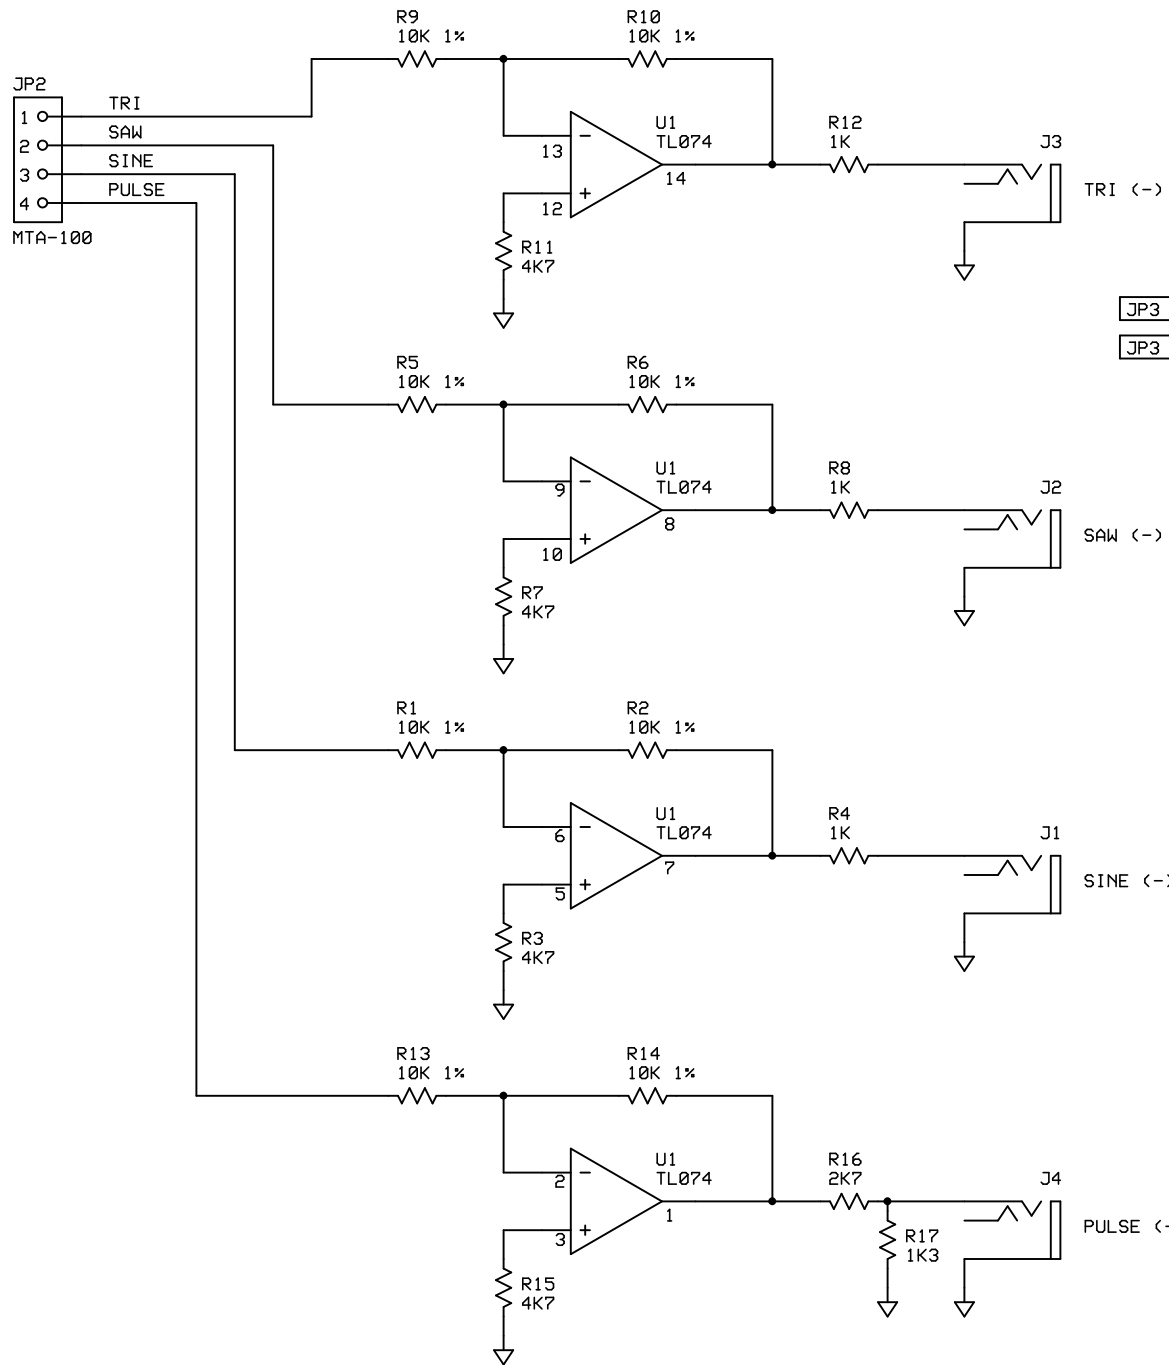 R9
10K 1%
R10
10K 1%
JP2
1
TRI
2
SAW
3
SINE
4
PULSE
MTA-100
U1
TL074
13
-
14
+
12
R11
4K7
R12
1K
J3
TRI (-)
JP3
JP3
R5
10K 1%
R6
10K 1%
U1
TL074
9
-
8
+
10
R7
4K7
R8
1K
J2
SAW (-)
R1
10K 1%
R2
10K 1%
U1
TL074
6
-
7
+
5
R3
4K7
R4
1K
J1
SINE (-)
R13
10K 1%
R14
10K 1%
U1
TL074
2
-
1
+
3
R15
4K7
R16
2K7
R17
1K3
J4
PULSE (-